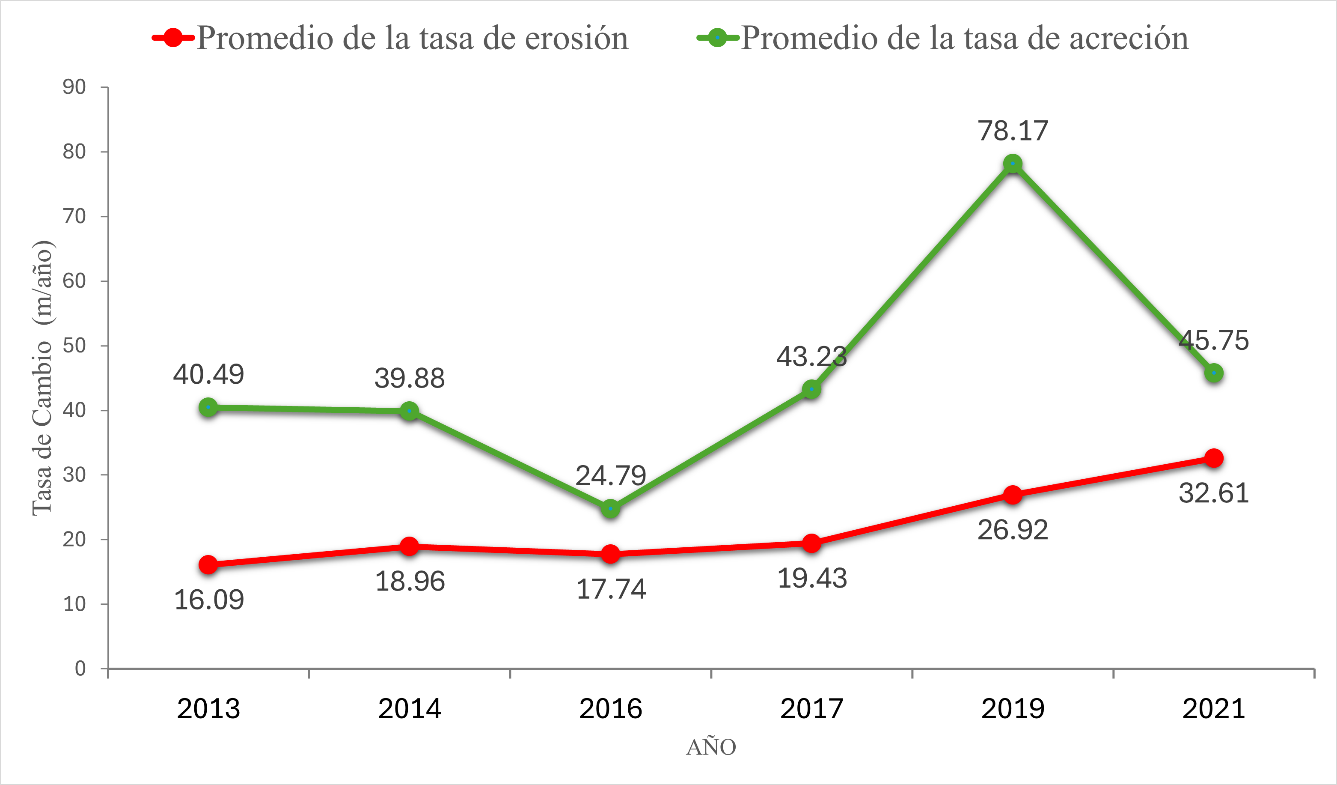 Promedio de la tasa de erosión Promedio de la tasa de acreción
90
80
70
60
50
40
30
20
10
0
Tasa de Cambio (m/año)
40.49 39.88 24.79 43.23 78.17 45.75
16.09 18.96 17.74 19.43 26.92 32.61
2013 2014 2016 2017 2019 2021
AÑO